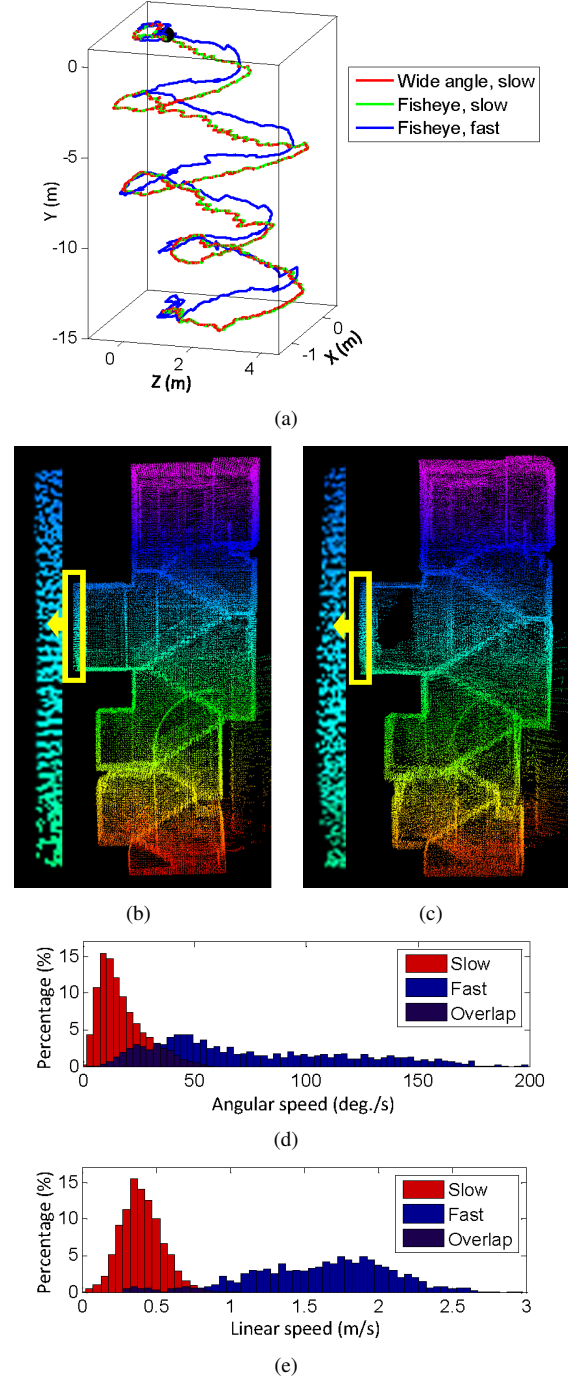 0
-5
-10
-15
Y (m)
0
2
4
Z (m)
-1
0
X (m)
Wide angle, slow
Fisheye, slow
Fisheye, fast
(a)
(b)
(c)
Percentage (%)
15
10
5
0
0
50
100
150
200
Angular speed (deg./s)
Slow
Fast
Overlap
(d)
Percentage (%)
15
10
5
0
0
0.5
1
1.5
2
2.5
3
Linear speed (m/s)
Slow
Fast
Overlap
(e)